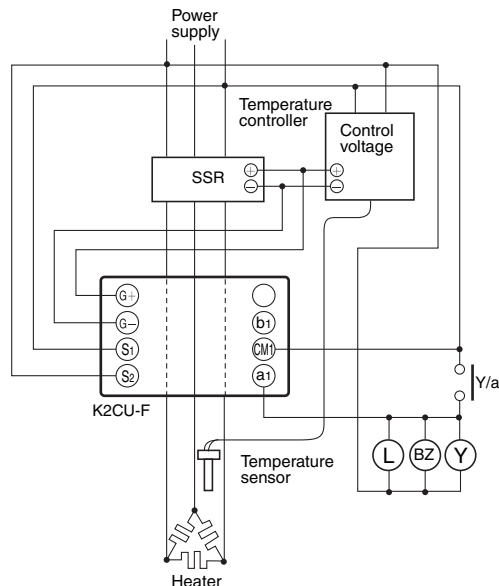 Power
supply
Temperature
controller
Control
voltage
SSR
+
−
+
−
G+
G−
S1
S2
b1
CM1
a1
K2CU-F
Y/a
L
BZ
Y
Temperature
sensor
Heater